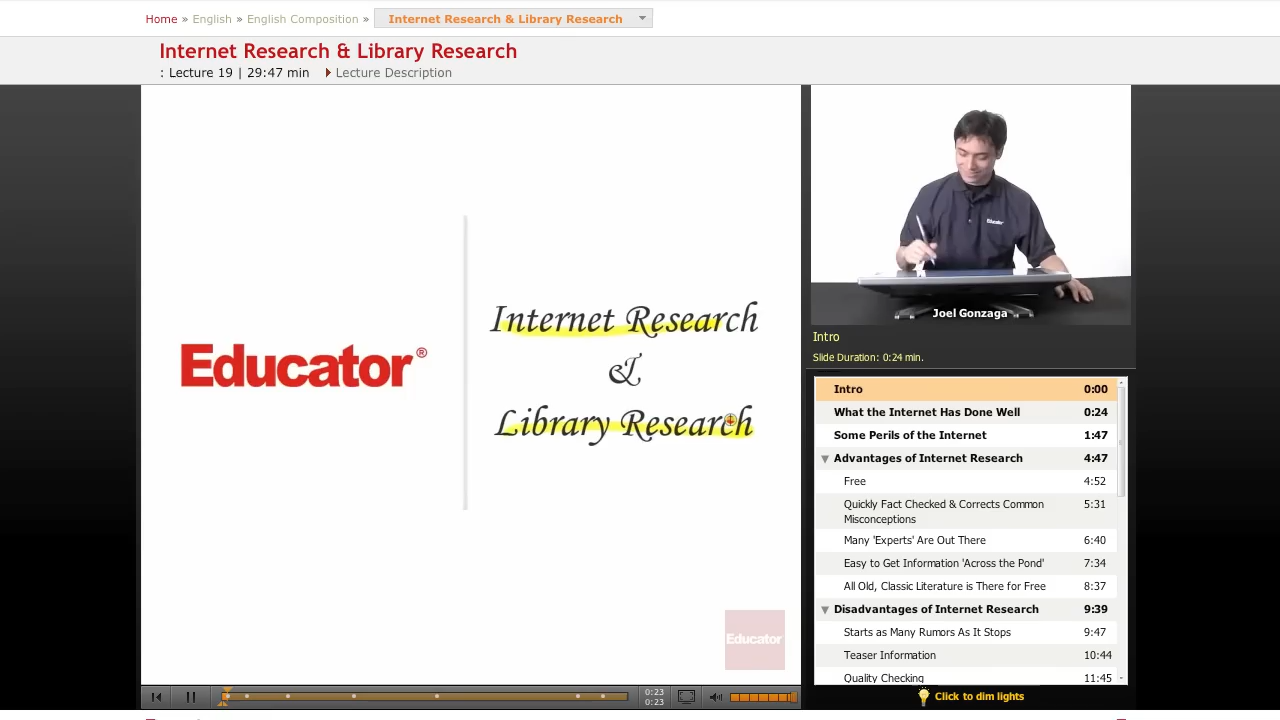 Home » English » English Composition » Internet Research & Library Research
Internet Research & Library Research
: Lecture 19 | 29:47 min Lecture Description
Educator®
Internet Research
&
Library Research
Educator
0:23
0:23
Educator
Joel Gonzaga
Intro
Slide Duration: 0:24 min.
Intro 0:00
What the Internet Has Done Well 0:24
Some Perils of the Internet 1:47
Advantages of Internet Research 4:47
Free 4:52
Quickly Fact Checked & Corrects Common 5:31
Misconceptions
Many 'Experts' Are Out There 6:40
Easy to Get Information 'Across the Pond' 7:34
All Old, Classic Literature is There for Free 8:37
Disadvantages of Internet Research 9:39
Starts as Many Rumors As It Stops 9:47
Teaser Information 10:44
Quality Checking 11:45
Click to dim lights